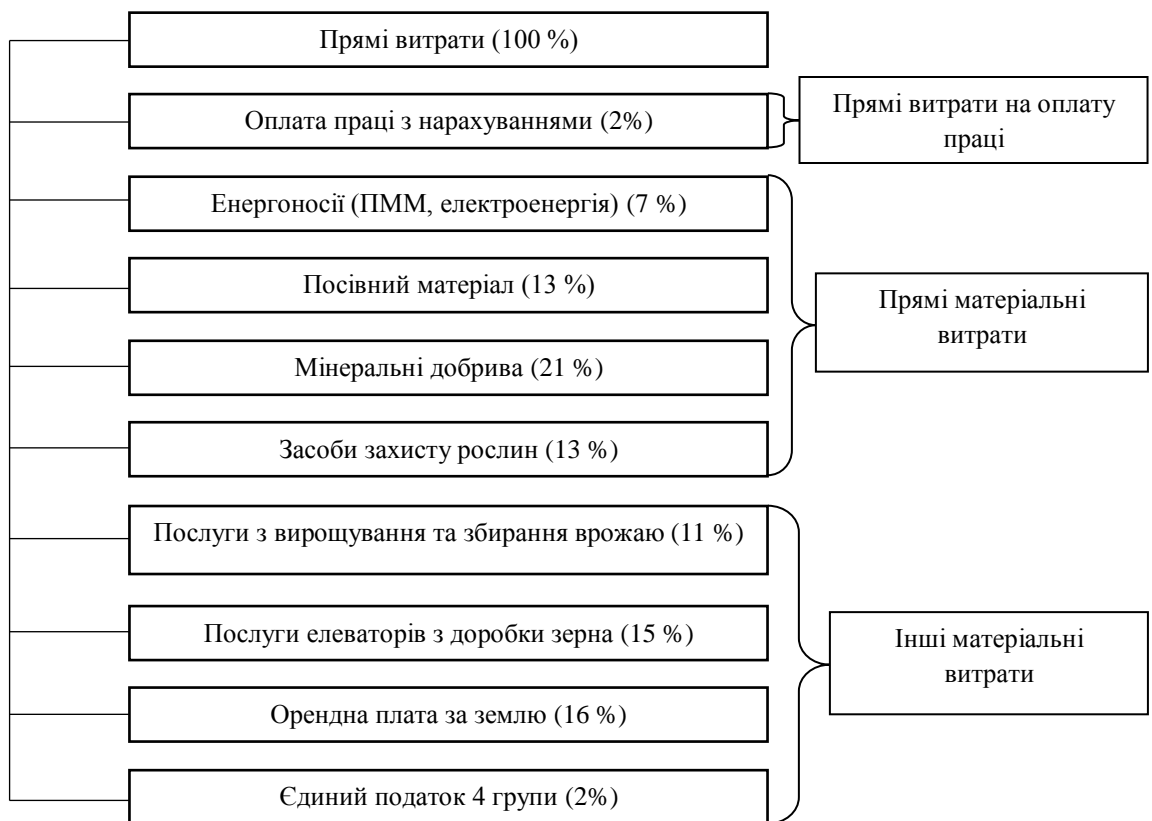 Прямі витрати (100 %)
Оплата праці з нарахуваннями (2%)
Прямі витрати на оплату
праці
Енергоносії (ПММ, електроенергія) (7 %)
Посівний матеріал (13 %)
Мінеральні добрива (21 %)
Засоби захисту рослин (13 %)
Прямі матеріальні
витрати
Послуги з вирощування та збирання врожаю (11 %)
Послуги елеваторів з доробки зерна (15 %)
Орендна плата за землю (16 %)
Єдиний податок 4 групи (2%)
Інші матеріальні
витрати